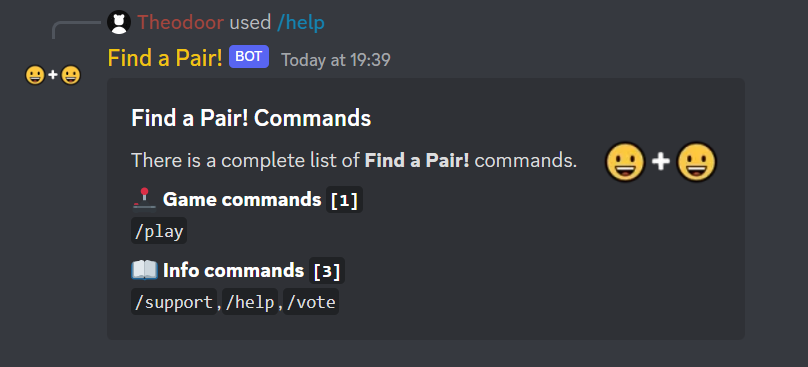 Theodoor used /help
Find a Pair! BOT Today at 19:39
Find a Pair! Commands
There is a complete list of Find a Pair! commands.
Game commands [1]
/play
Info commands [3]
/support,/help,/vote